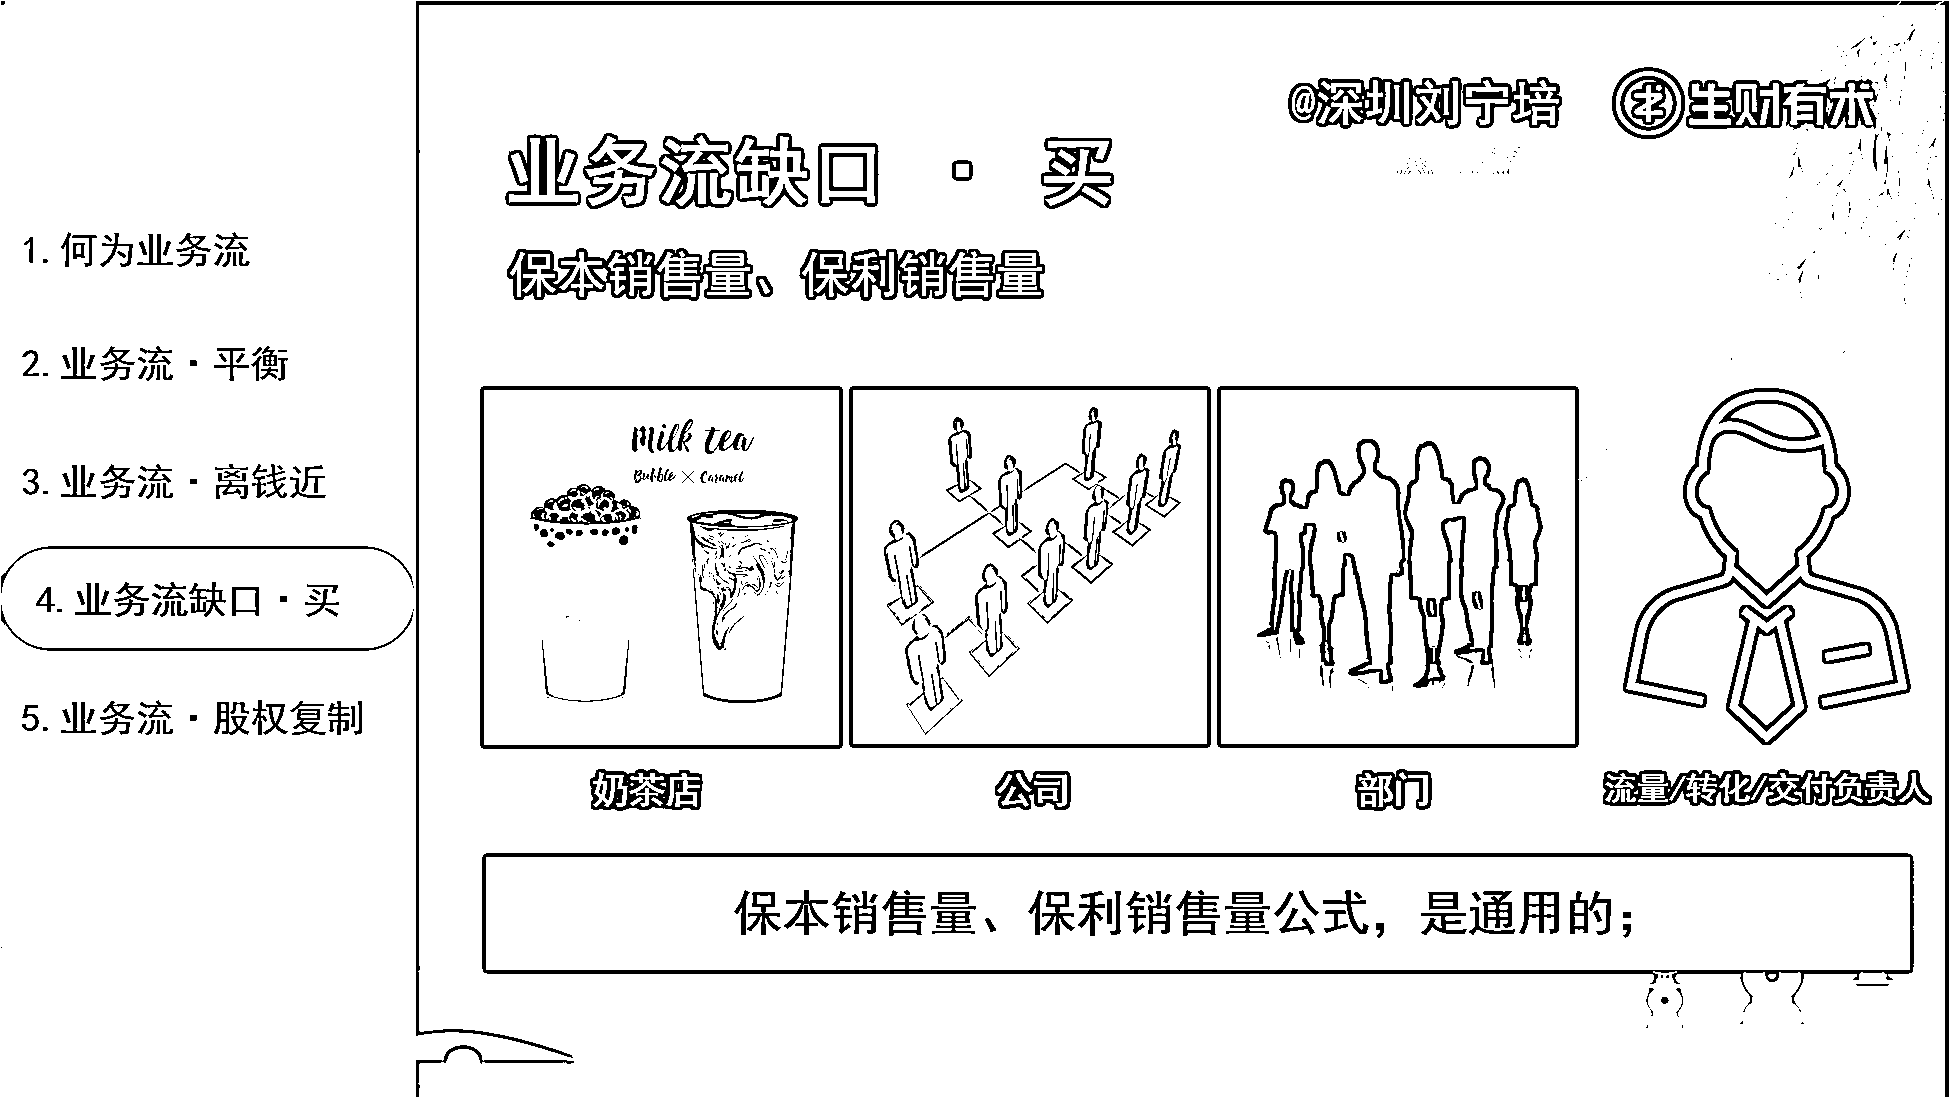 @深圳刘宁培 生财有术
业务流缺口 · 买
保本销售量、保利销售量
1. 何为业务流
2. 业务流·平衡
3. 业务流·离钱近
4. 业务流缺口·买
5. 业务流·股权复制
Milk tea
Bubble × Caramel
奶茶店
公司
部门
流量/转化/交付负责人
保本销售量、保利销售量公式，是通用的；